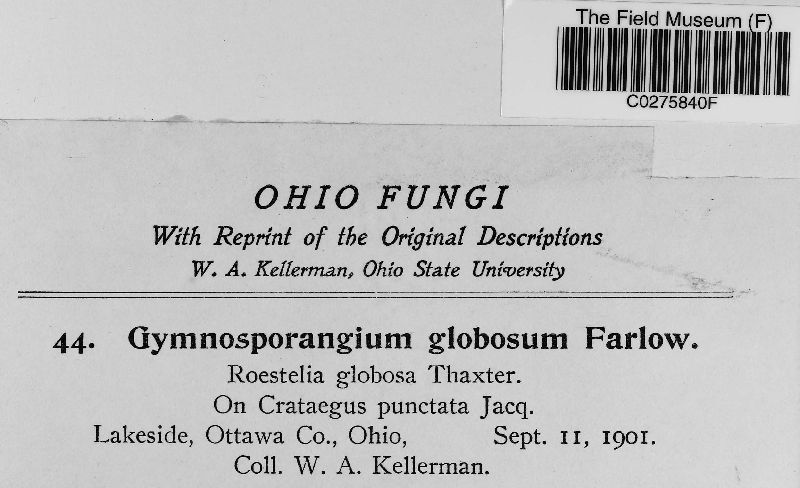 The Field Museum (F)
C0275840F
OHIO FUNGI
With Reprint of the Original Descriptions
W. A. Kellerman, Ohio State University
44. Gymnosporangium globosum Farlow.
Roestelia globosa Thaxter.
On Crataegus punctata Jacq.
Lakeside, Ottawa Co., Ohio, Sept. 11, 1901.
Coll. W. A. Kellerman.